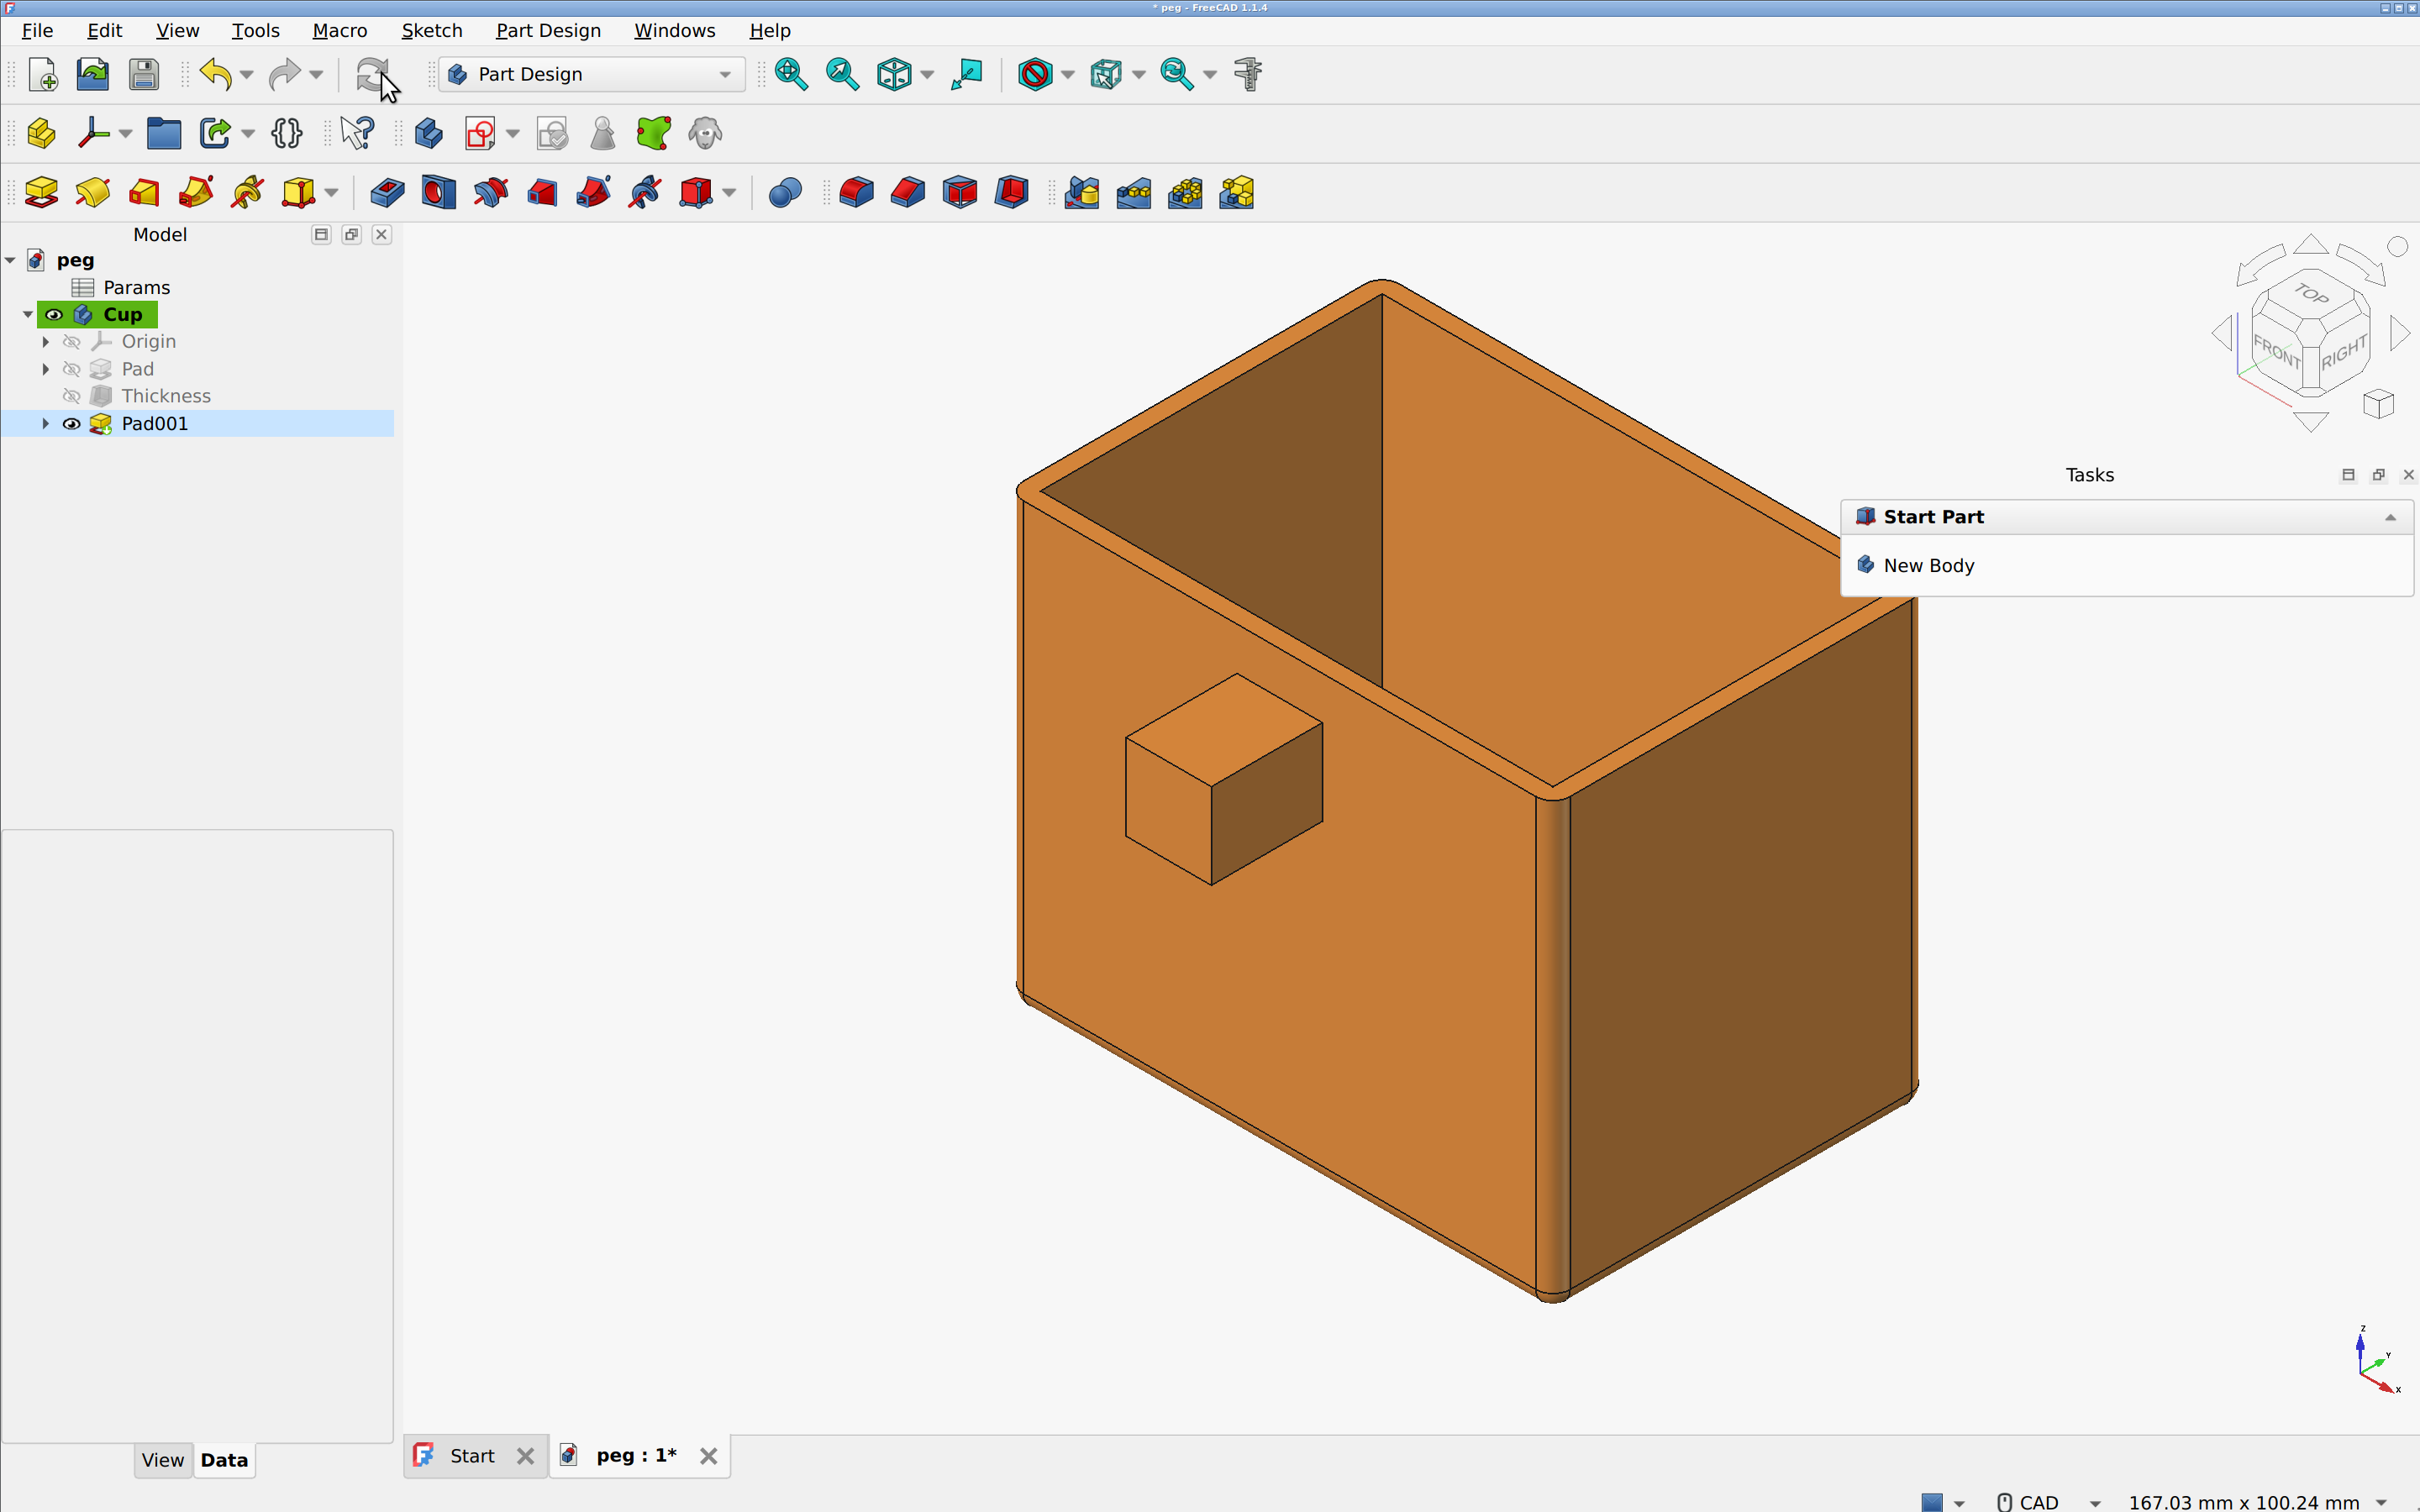 * peg - FreeCAD 1.1.4
File Edit View Tools Macro Sketch Part Design Windows Help
Part Design
Model
peg
Params
Cup
Origin
Pad
Thickness
Pad001
TOP
FRONT
RIGHT
Tasks
Start Part
New Body
Z
Y
X
View Data
Start
peg : 1*
CAD
167.03 mm x 100.24 mm